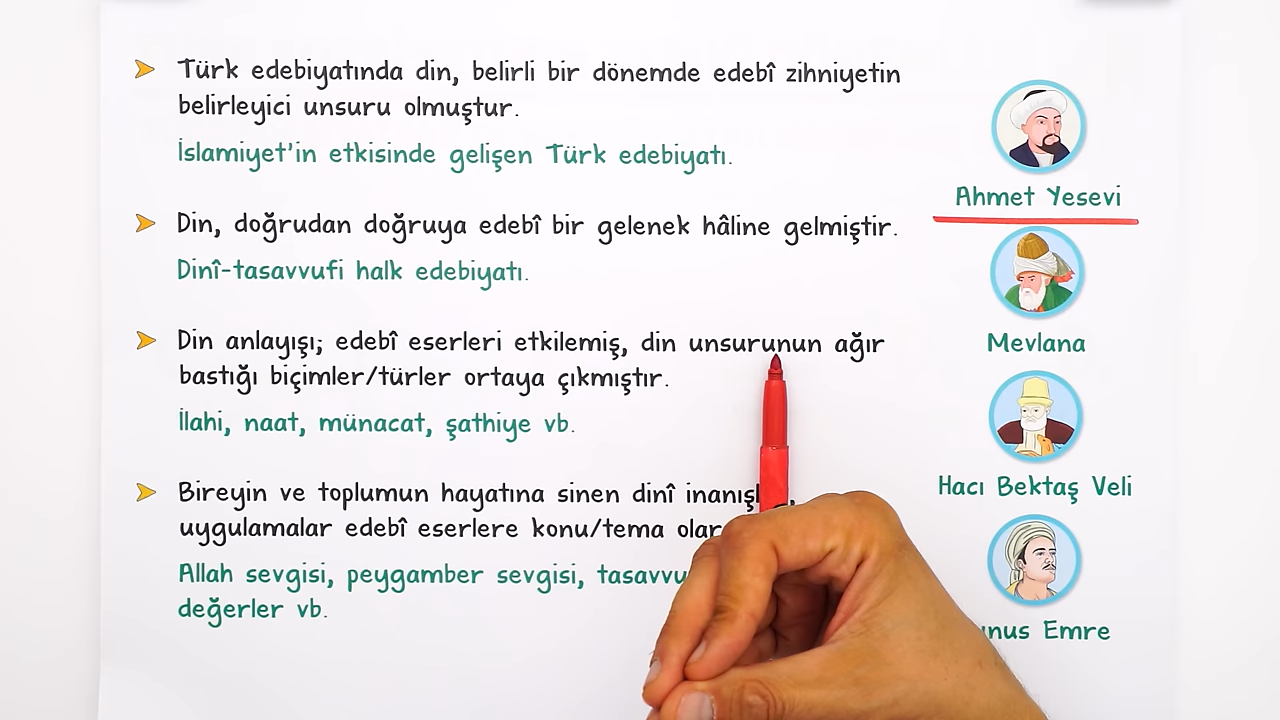 Türk edebiyatında din, belirli bir dönemde edebî zihniyetin
belirleyici unsuru olmuştur.
İslamiyet'in etkisinde gelişen Türk edebiyatı.
Din, doğrudan doğruya edebî bir gelenek hâline gelmiştir.
Dinî-tasavvufi halk edebiyatı.
Din anlayışı; edebî eserleri etkilemiş, din unsurunun ağır
bastığı biçimler/türler ortaya çıkmıştır.
İlahi, naat, münacat, şathiye vb.
Bireyin ve toplumun hayatına sinen dinî
uygulamalar edebî eserlere konu/tema
Allah sevgisi, peygamber sevgisi,
değerler vb.
Ahmet Yesevi
Mevlana
Hacı Bektaş Veli
Emre